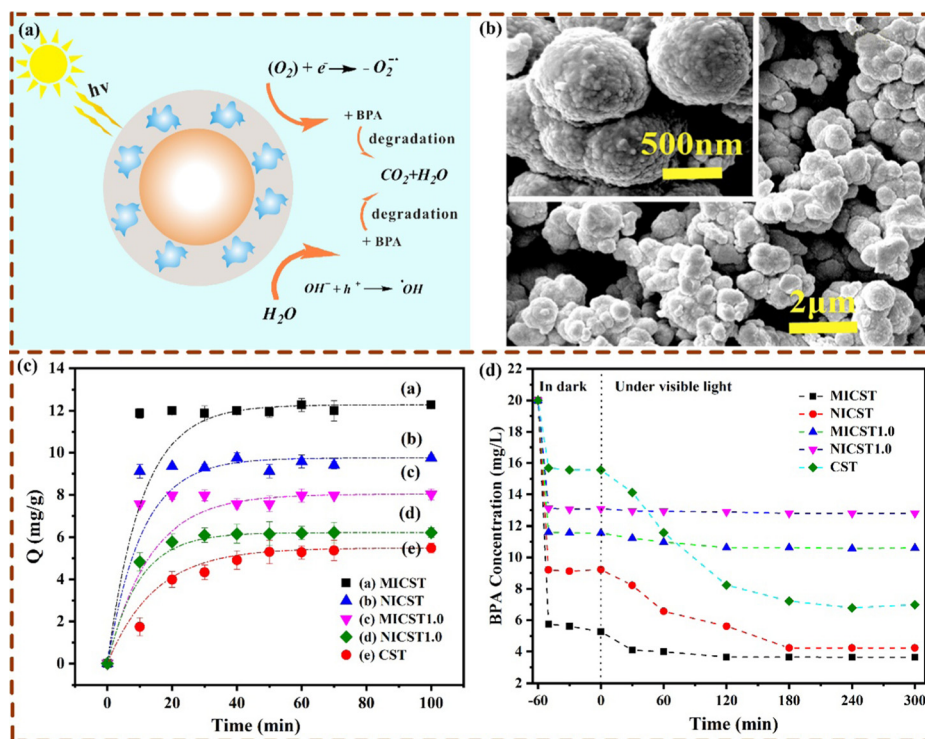 (a)
hν
(O₂) + e⁻ → – O₂⁻·
+ BPA
degradation
CO₂+H₂O
degradation
+ BPA
OH⁻ + h⁺ → ·OH
H₂O
(b)
500nm
2μm
(c)
Q (mg/g)
14
12
10
8
6
4
2
0
(a)
(b)
(c)
(d)
(e)
(a) MICST
(b) NICST
(c) MICST1.0
(d) NICST1.0
(e) CST
0 20 40 60 80 100
Time (min)
(d)
BPA Concentration (mg/L)
22
20
18
16
14
12
10
8
6
4
2
In dark Under visible light
MICST
NICST
MICST1.0
NICST1.0
CST
-60 0 60 120 180 240 300
Time (min)